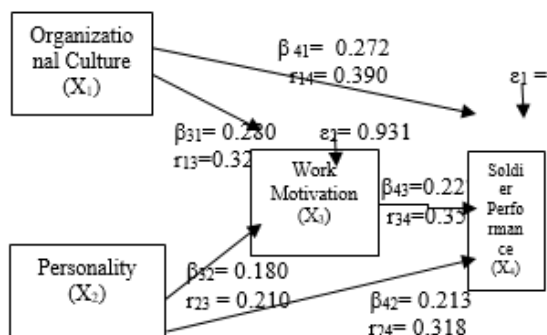 Organizatio
nal Culture
(X₁)
β 41= 0.272
r14= 0.390
ε1 =
β31= 0.280
r13=0.32
ε1= 0.931
Work
Motivation
(X₃)
β43=0.22
r34=0.35
Soldi
er
Perfo
rman
ce
(X₄)
Personality
(X₂)
β32= 0.180
r23 = 0.210
β42= 0.213
r24= 0.318